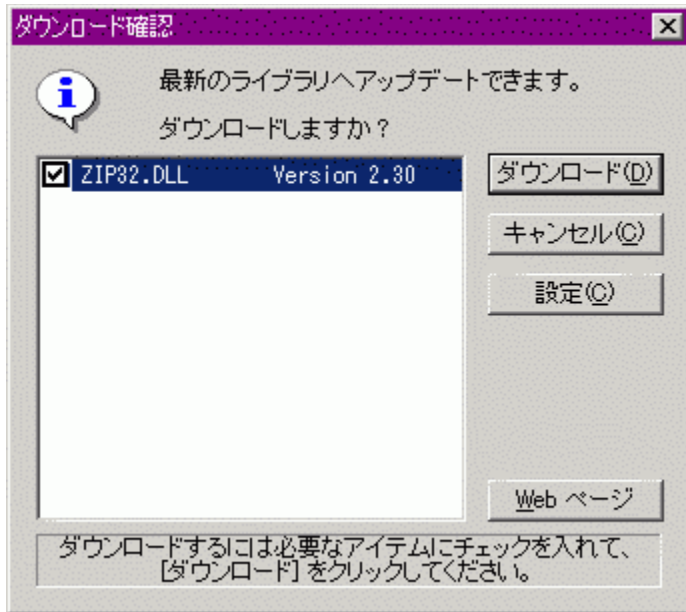 ダウンロード確認
最新のライブラリへアップデートできます。
ダウンロードしますか？
ZIP32.DLL Version 2.30
ダウンロード(D)
キャンセル(C)
設定(C)
Web ページ
ダウンロードするには必要なアイテムにチェックを入れて、
[ダウンロード] をクリックしてください。